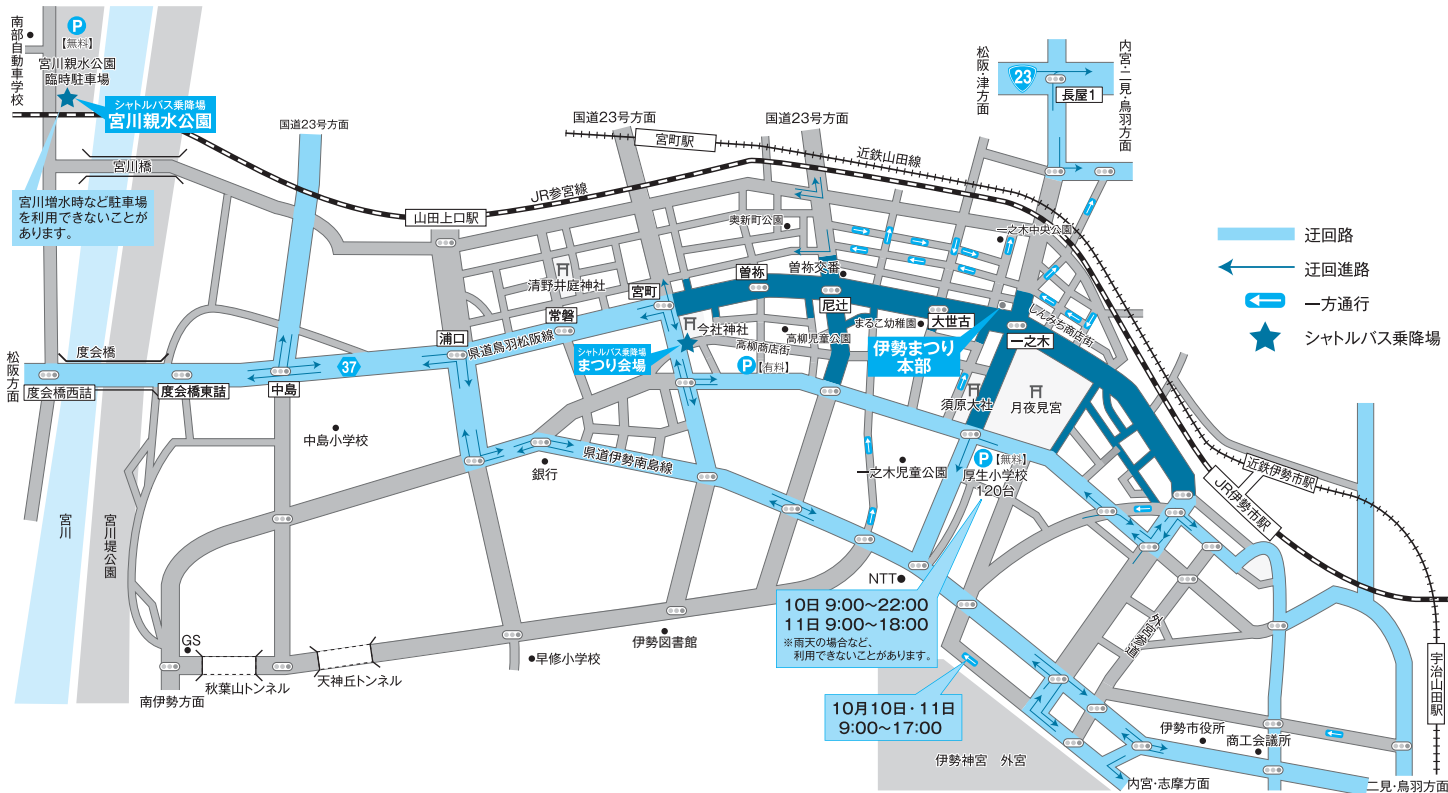 南部自動車学校
P
【無料】
宮川親水公園
臨時駐車場
シャトルバス乗降場
宮川親水公園
宮川橋
宮川増水時など駐車場
を利用できないことが
あります。
国道23号方面
国道23号方面
国道23号方面
宮町駅
近鉄山田線
JR参宮線
山田上口駅
松阪・津方面
23
長屋1
内宮・二見・鳥羽方面
迂回路
迂回進路
一方通行
シャトルバス乗降場
奥新町公園
一之木中央公園
清野井庭神社
宮町
曽祢
曽祢交番
尼辻
常磐
浦口
県道鳥羽松阪線
今社神社
高柳商店街
高柳児童公園
まるこ幼稚園
大世古
一之木
しんみち商店街
シャトルバス乗降場
まつり会場
P
【有料】
伊勢まつり
本部
須原大社
月夜見宮
松阪方面
度会橋
度会橋西詰
度会橋東詰
中島
37
中島小学校
銀行
県道伊勢南島線
一之木児童公園
P
【無料】
厚生小学校
120台
近鉄伊勢市駅
JR伊勢市駅
宮川
宮川堤公園
NTT
10日 9:00〜22:00
11日 9:00〜18:00
※雨天の場合など、
利用できないことがあります。
外宮参道
GS
秋葉山トンネル
天神丘トンネル
早修小学校
伊勢図書館
南伊勢方面
10月10日・11日
9:00〜17:00
伊勢神宮 外宮
伊勢市役所
商工会議所
宇治山田駅
内宮・志摩方面
二見・鳥羽方面